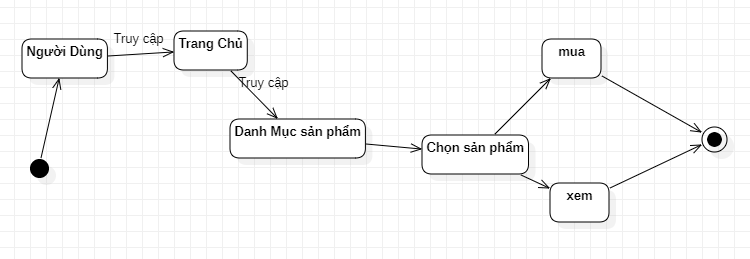 Người Dùng
Truy cập
Trang Chủ
Truy cập
Danh Mục sản phẩm
Chọn sản phẩm
mua
xem